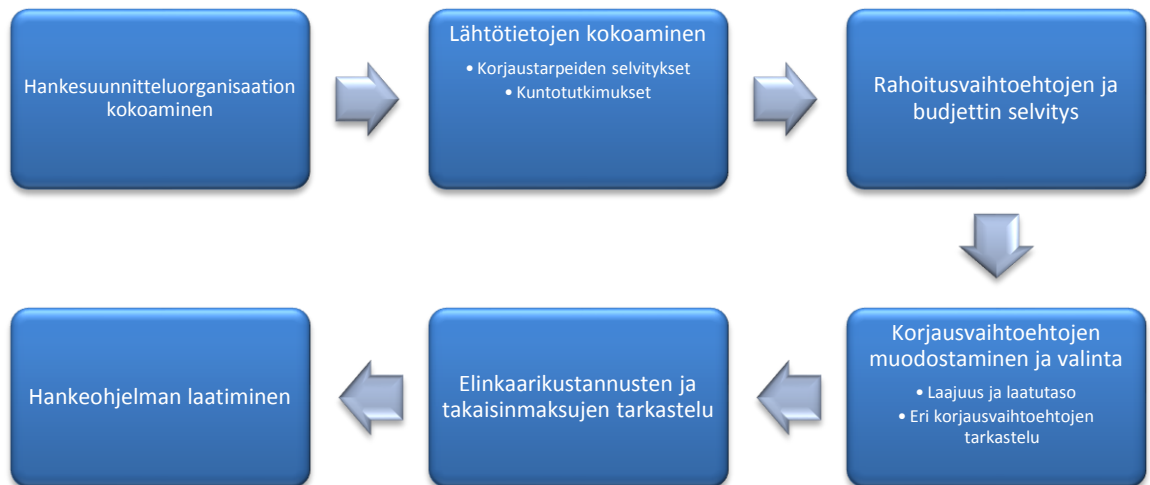 Hankesuunnitteluorganisaation
kokoaminen
Lähtötietojen kokoaminen
• Korjaustarpeiden selvitykset
• Kuntotutkimukset
Rahoitusvaihtoehtojen ja
budjettin selvitys
Korjausvaihtoehtojen
muodostaminen ja valinta
• Laajuus ja laatutaso
• Eri korjausvaihtoehtojen
tarkastelu
Elinkaarikustannusten ja
takaisinmaksujen tarkastelu
Hankeohjelman laatiminen